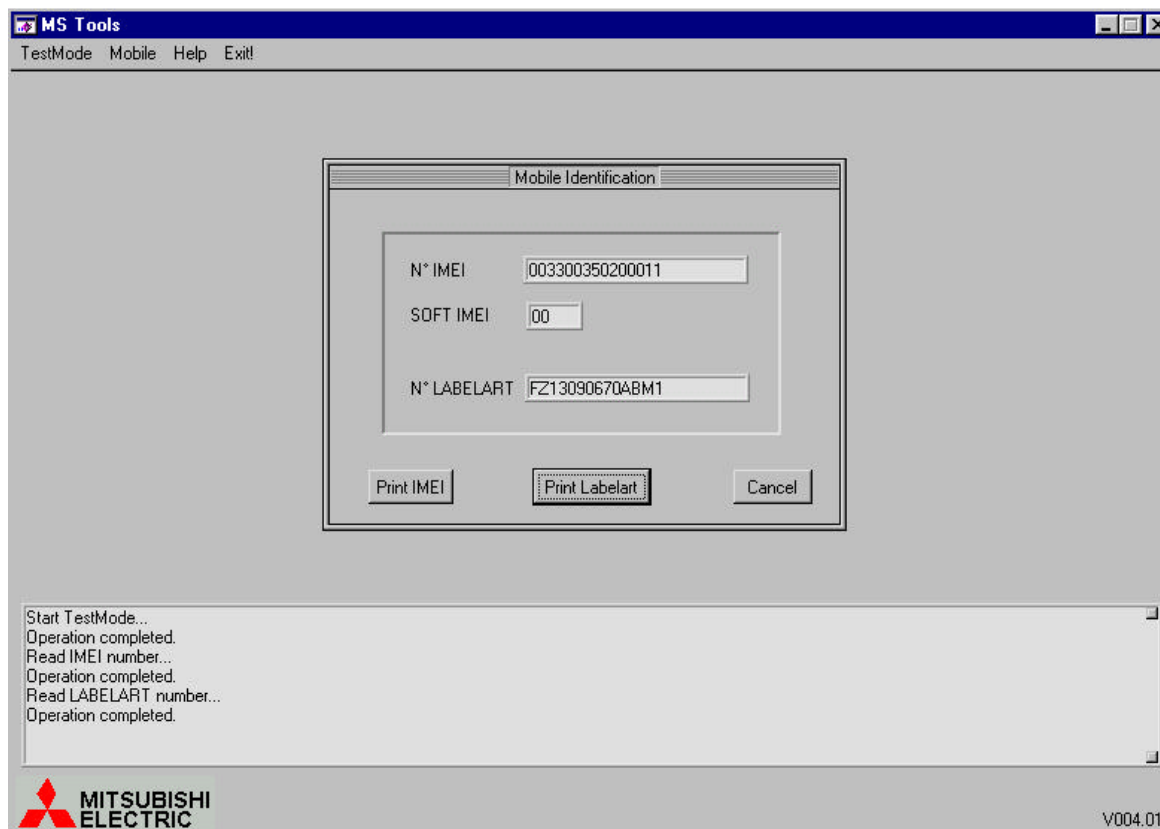 MS Tools
TestMode Mobile Help Exit!
Mobile Identification
N° IMEI 003300350200011
SOFT IMEI 00
N° LABELART FZ13090670ABM1
Print IMEI Print Labelart Cancel
Start TestMode...
Operation completed.
Read IMEI number...
Operation completed.
Read LABELART number...
Operation completed.
MITSUBISHI
ELECTRIC
V004.01